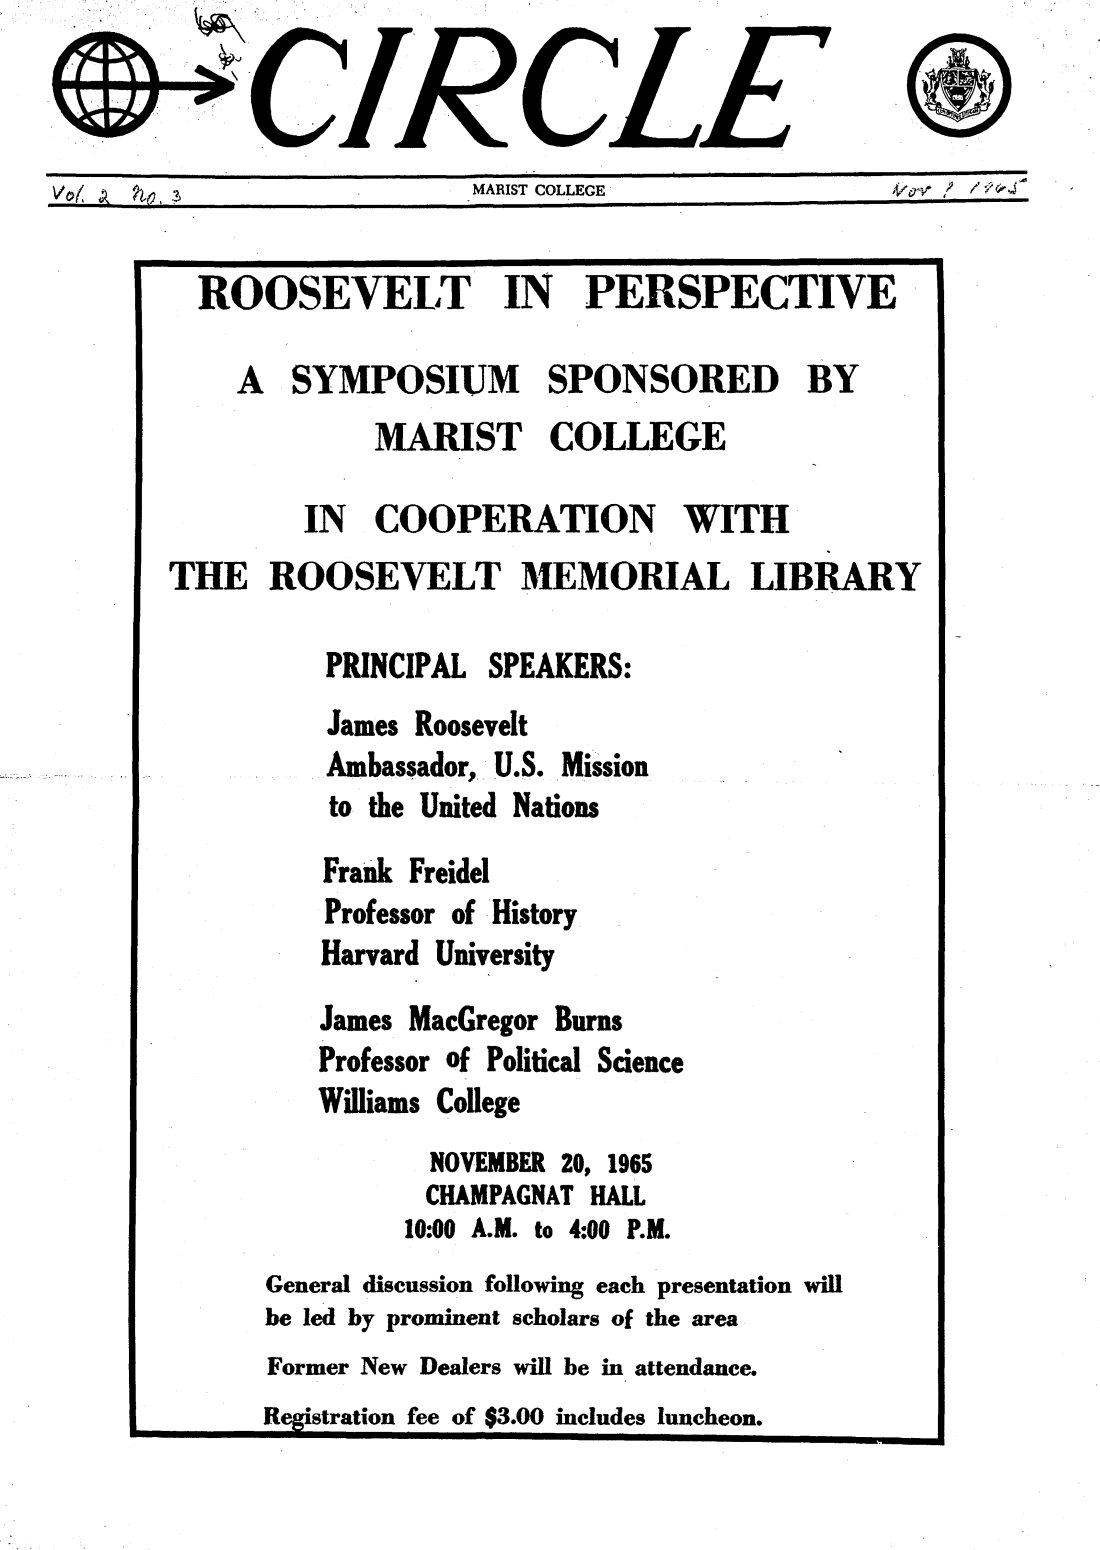 CIRCLE
Vol. 2 No. 3 MARIST COLLEGE Nov ? 1965
ROOSEVELT IN PERSPECTIVE
A SYMPOSIUM SPONSORED BY
MARIST COLLEGE
IN COOPERATION WITH
THE ROOSEVELT MEMORIAL LIBRARY
PRINCIPAL SPEAKERS:
James Roosevelt
Ambassador, U.S. Mission
to the United Nations
Frank Freidel
Professor of History
Harvard University
James MacGregor Burns
Professor of Political Science
Williams College
NOVEMBER 20, 1965
CHAMPAGNAT HALL
10:00 A.M. to 4:00 P.M.
General discussion following each presentation will
be led by prominent scholars of the area
Former New Dealers will be in attendance.
Registration fee of $3.00 includes luncheon.